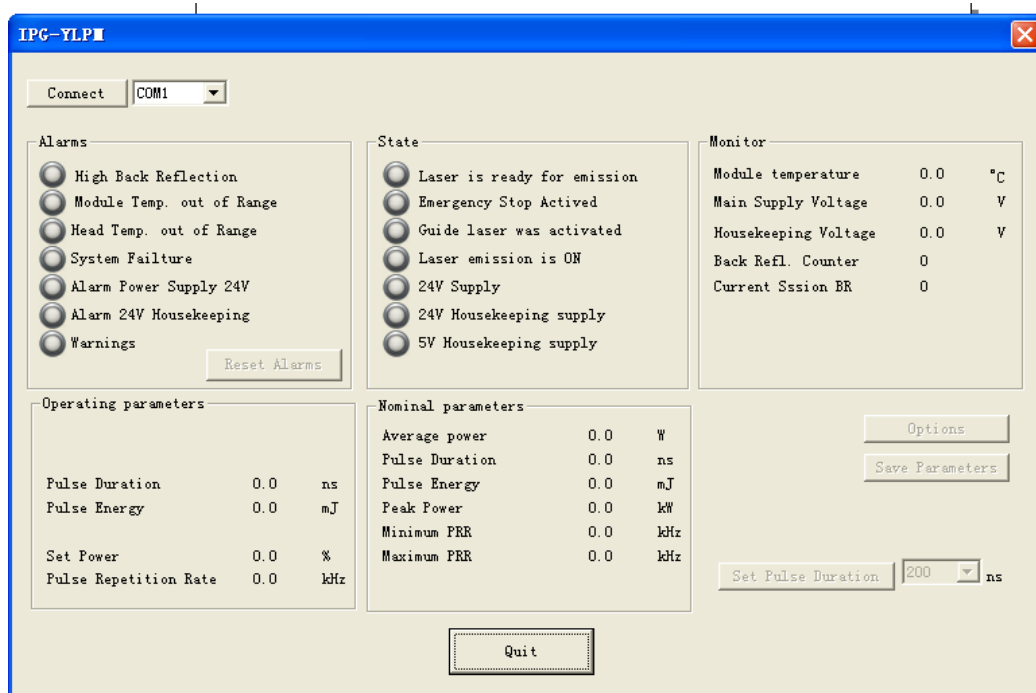 IPG-YLPM
Connect COM1
Alarms
High Back Reflection
Module Temp. out of Range
Head Temp. out of Range
System Failture
Alarm Power Supply 24V
Alarm 24V Housekeeping
Warnings
Reset Alarms
State
Laser is ready for emission
Emergency Stop Actived
Guide laser was activated
Laser emission is ON
24V Supply
24V Housekeeping supply
5V Housekeeping supply
Monitor
Module temperature 0.0 °C
Main Supply Voltage 0.0 V
Housekeeping Voltage 0.0 V
Back Refl. Counter 0
Current Sssion BR 0
Operating parameters
Pulse Duration 0.0 ns
Pulse Energy 0.0 mJ
Set Power 0.0 %
Pulse Repetition Rate 0.0 kHz
Nominal parameters
Average power 0.0 W
Pulse Duration 0.0 ns
Pulse Energy 0.0 mJ
Peak Power 0.0 kW
Minimum PRR 0.0 kHz
Maximum PRR 0.0 kHz
Options
Save Parameters
Set Pulse Duration 200 ns
Quit